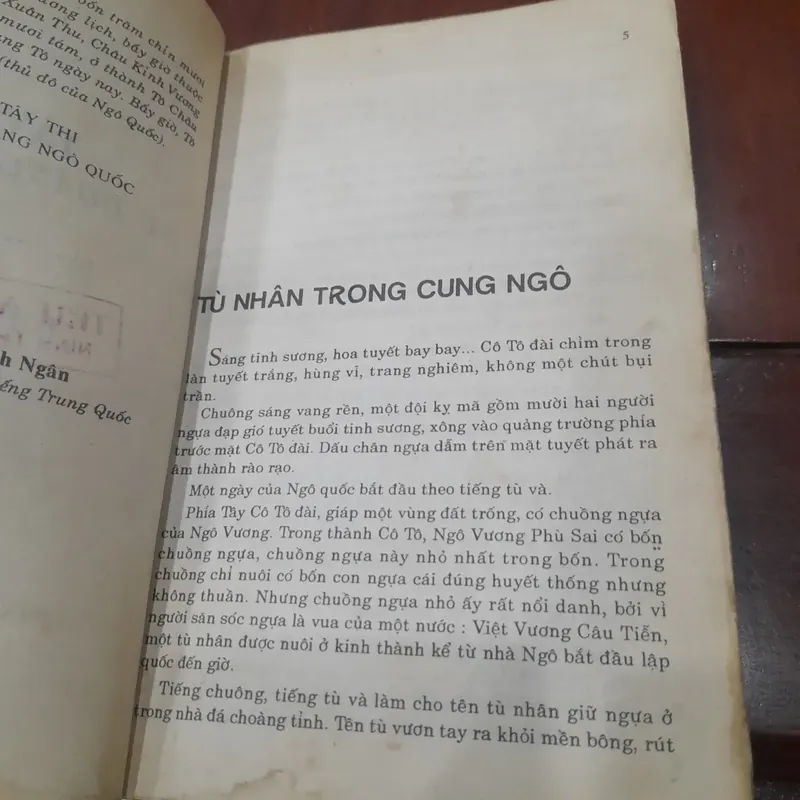 bốn trăm chín mươi
ương lịch, bấy giờ thuộc
Xuân Thu, Châu Kỉnh Vương
mươi tám, ở thành Tô Châu
ng Tô ngày nay. Bấy giờ, Tô
(thủ đô của Ngô Quốc).
TÂY THI
NG NGÔ QUỐC
h Ngân
iếng Trung Quốc
5
TÙ NHÂN TRONG CUNG NGÔ
Sáng tinh sương, hoa tuyết bay bay... Cô Tô đài chìm trong
làn tuyết trắng, hùng vĩ, trang nghiêm, không một chút bụi
trần.
Chuông sáng vang rền, một đội kỵ mã gồm mười hai người
ngựa đạp gió tuyết buổi tinh sương, xông vào quảng trường phía
trước mặt Cô Tô đài. Dấu chân ngựa dẫm trên mặt tuyết phát ra
âm thành rào rạo.
Một ngày của Ngô quốc bắt đầu theo tiếng tù và.
Phía Tây Cô Tô đài, giáp một vùng đất trống, có chuồng ngựa
của Ngô Vương. Trong thành Cô Tô, Ngô Vương Phù Sai có bốn
chuồng ngựa, chuồng ngựa này nhỏ nhất trong bốn. Trong
chuồng chỉ nuôi có bốn con ngựa cái đúng huyết thống nhưng
không thuần. Nhưng chuồng ngựa nhỏ ấy rất nổi danh, bởi vì
người săn sóc ngựa là vua của một nước : Việt Vương Câu Tiễn,
một tù nhân được nuôi ở kinh thành kể từ nhà Ngô bắt đầu lập
quốc đến giờ.
Tiếng chuông, tiếng tù và làm cho tên tù nhân giữ ngựa ở
trong nhà đá choàng tỉnh. Tên tù vươn tay ra khỏi mền bông, rút